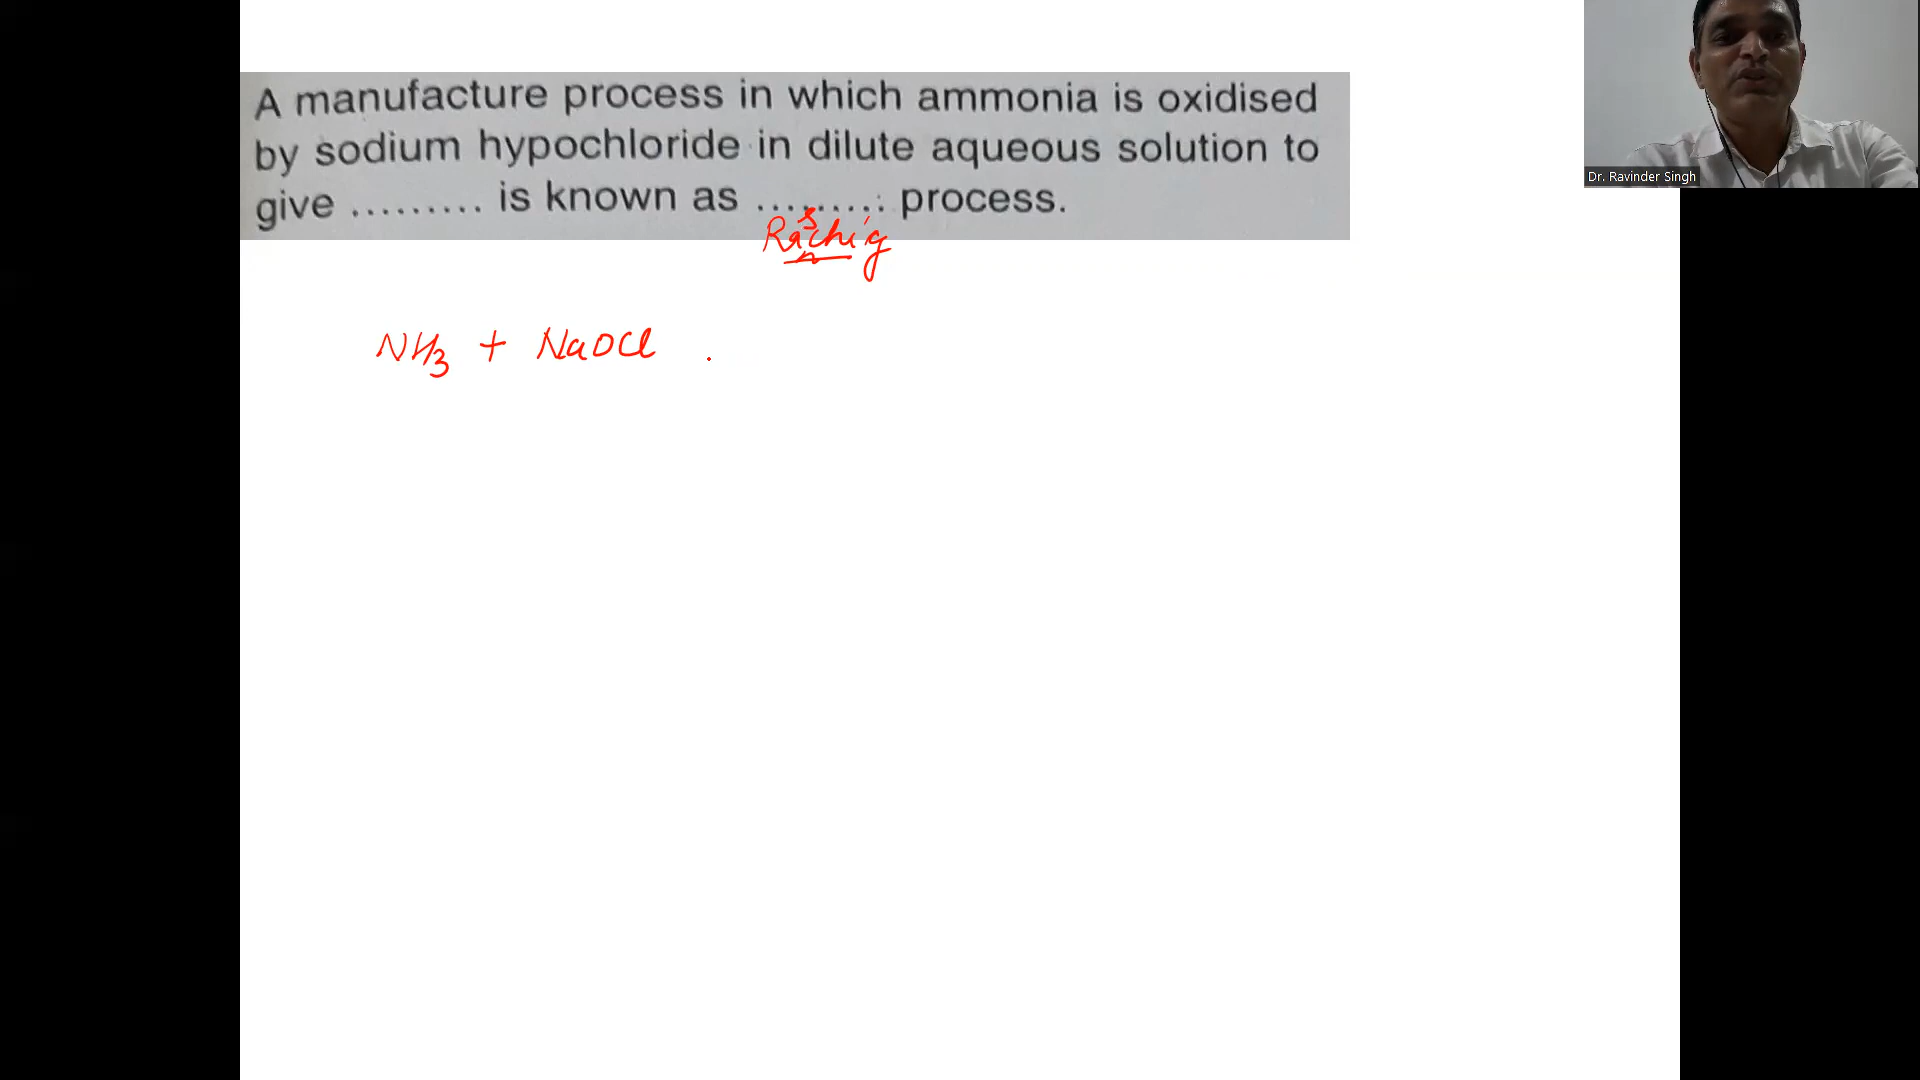 A manufacture process in which ammonia is oxidised
by sodium hypochloride in dilute aqueous solution to
give ......... is known as ......... process.
Raschig
NH3 + NaOCl
Dr. Ravinder Singh